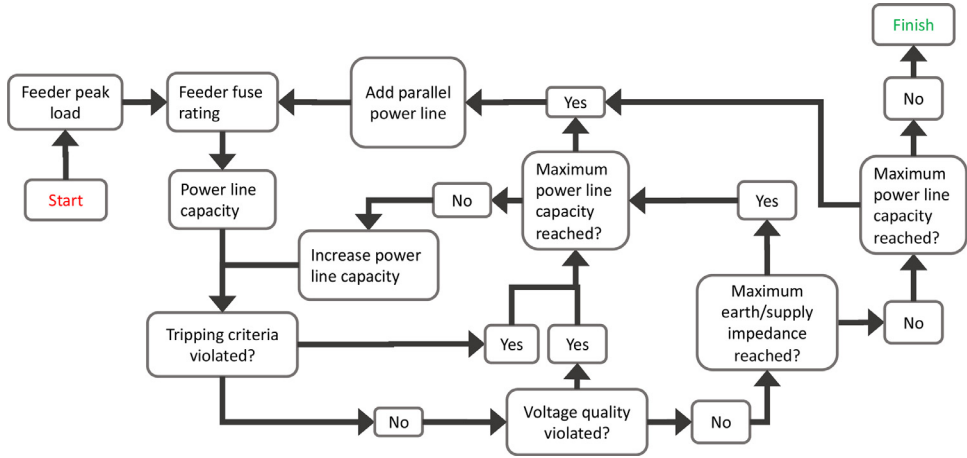 Finish
Feeder peak
load
Feeder fuse
rating
Add parallel
power line
Yes
No
Start
Power line
capacity
No
Maximum
power line
capacity
reached?
Yes
Maximum
power line
capacity
reached?
Increase power
line capacity
Tripping criteria
violated?
Yes
Yes
Maximum
earth/supply
impedance
reached?
No
No
Voltage quality
violated?
No